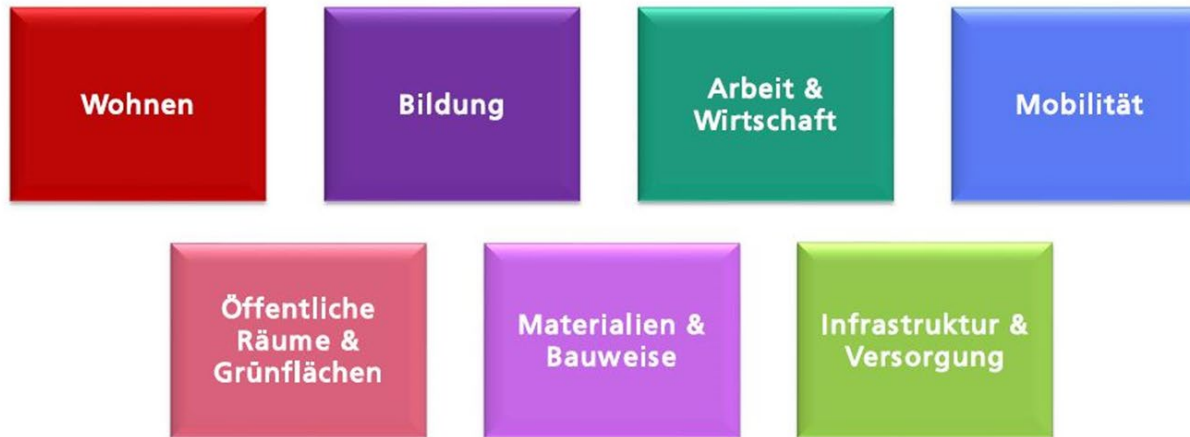 Wohnen
Bildung
Arbeit &
Wirtschaft
Mobilität
Öffentliche
Räume &
Grünflächen
Materialien &
Bauweise
Infrastruktur &
Versorgung